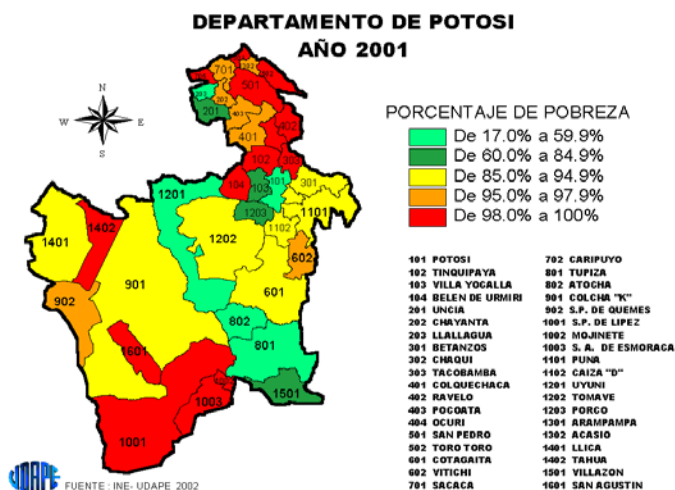 DEPARTAMENTO DE POTOSI
AÑO 2001
N
W E
S
PORCENTAJE DE POBREZA
De 17.0% a 59.9%
De 60.0% a 84.9%
De 85.0% a 94.9%
De 95.0% a 97.9%
De 98.0% a 100%
701
501
201
403
402
401
102
303
104
103
101
301
1201
1203
1101
1102
1401
1402
1202
602
901
601
902
802
801
1601
1501
1003
1001
101 POTOSI
102 TINQUIPAYA
103 VILLA YOCALLA
104 BELEN DE URMIRI
201 UNCIA
202 CHAYANTA
203 LLALLAGUA
301 BETANZOS
302 CHAQUI
303 TACOBAMBA
401 COLQUECHACA
402 RAVELO
403 POCOATA
404 OCURI
501 SAN PEDRO
502 TORO TORO
601 COTAGAITA
602 VITICHI
701 SACACA
702 CARIPUYO
801 TUPIZA
802 ATOCHA
901 COLCHA "K"
902 S.P. DE QUEMES
1001 S.P. DE LIPEZ
1002 MOJINETE
1003 S. A. DE ESMORACA
1101 PUNA
1102 CAIZA "D"
1201 UYUNI
1202 TOMAVE
1203 PORCO
1301 ARAMPAMPA
1302 ACASIO
1401 LLICA
1402 TAHUA
1501 VILLAZON
1601 SAN AGUSTIN
UDAPE
FUENTE : INE- UDAPE 2002